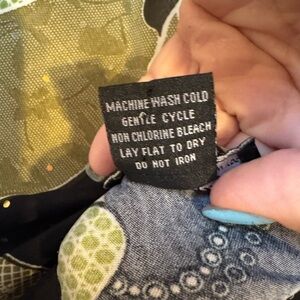 MACHINE WASH COLD
GENTLE CYCLE
NON CHLORINE BLEACH
LAY FLAT TO DRY
DO NOT IRON